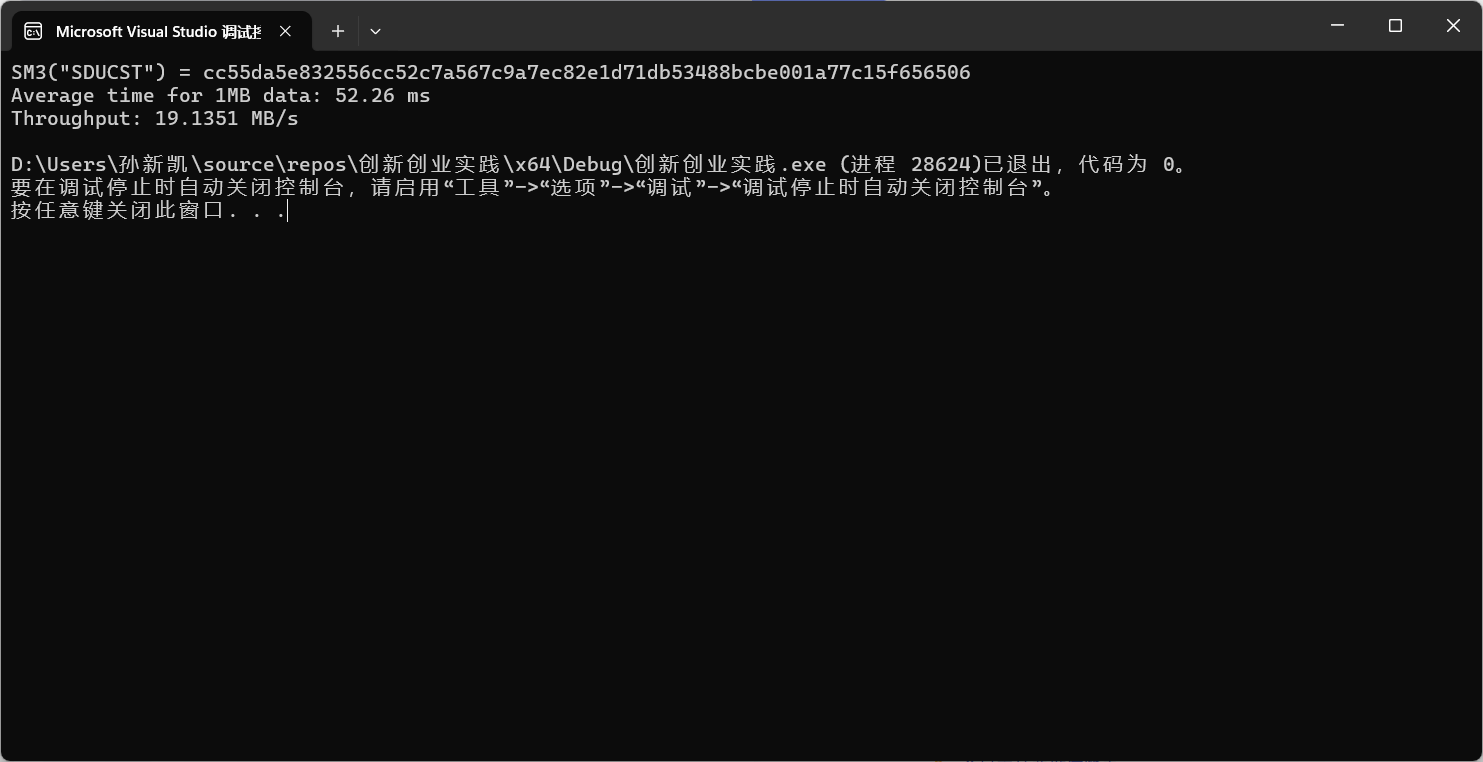 Microsoft Visual Studio 调试
SM3("SDUCST") = cc55da5e832556cc52c7a567c9a7ec82e1d71db53488bcbe001a77c15f656506
Average time for 1MB data: 52.26 ms
Throughput: 19.1351 MB/s
D:\Users\孙新凯\source\repos\创新创业实践\x64\Debug\创新创业实践.exe (进程 28624)已退出，代码为 0。
要在调试停止时自动关闭控制台，请启用“工具”->“选项”->“调试”->“调试停止时自动关闭控制台”。
按任意键关闭此窗口. . .